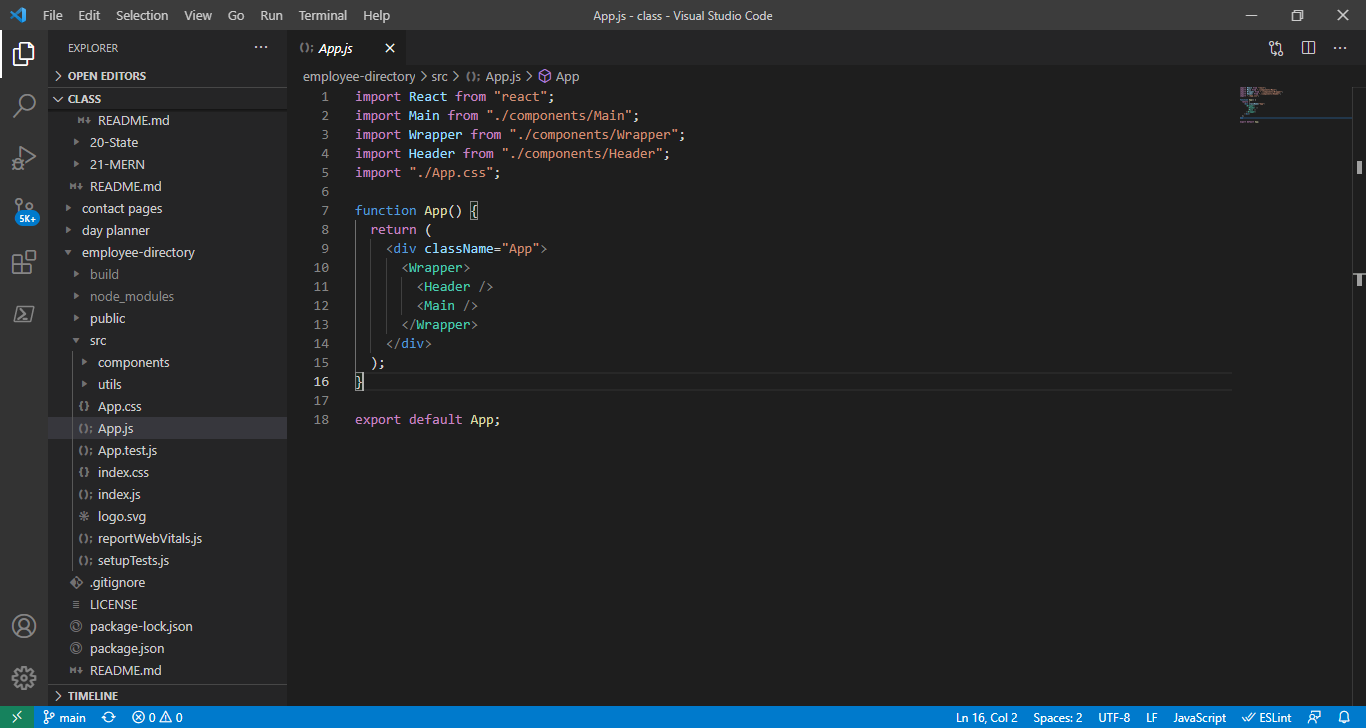 File Edit Selection View Go Run Terminal Help App.js - class - Visual Studio Code
EXPLORER
OPEN EDITORS
CLASS
README.md
20-State
21-MERN
README.md
contact pages
day planner
employee-directory
build
node_modules
public
src
components
utils
App.css
App.js
App.test.js
index.css
index.js
logo.svg
reportWebVitals.js
setupTests.js
.gitignore
LICENSE
package-lock.json
package.json
README.md
TIMELINE
5K+
App.js
employee-directory > src > App.js > App
1 import React from "react";
2 import Main from "./components/Main";
3 import Wrapper from "./components/Wrapper";
4 import Header from "./components/Header";
5 import "./App.css";
6
7 function App() {
8 return (
9 <div className="App">
10 <Wrapper>
11 <Header />
12 <Main />
13 </Wrapper>
14 </div>
15 );
16 }
17
18 export default App;
main 0 0 Ln 16, Col 2 Spaces: 2 UTF-8 LF JavaScript ESLint